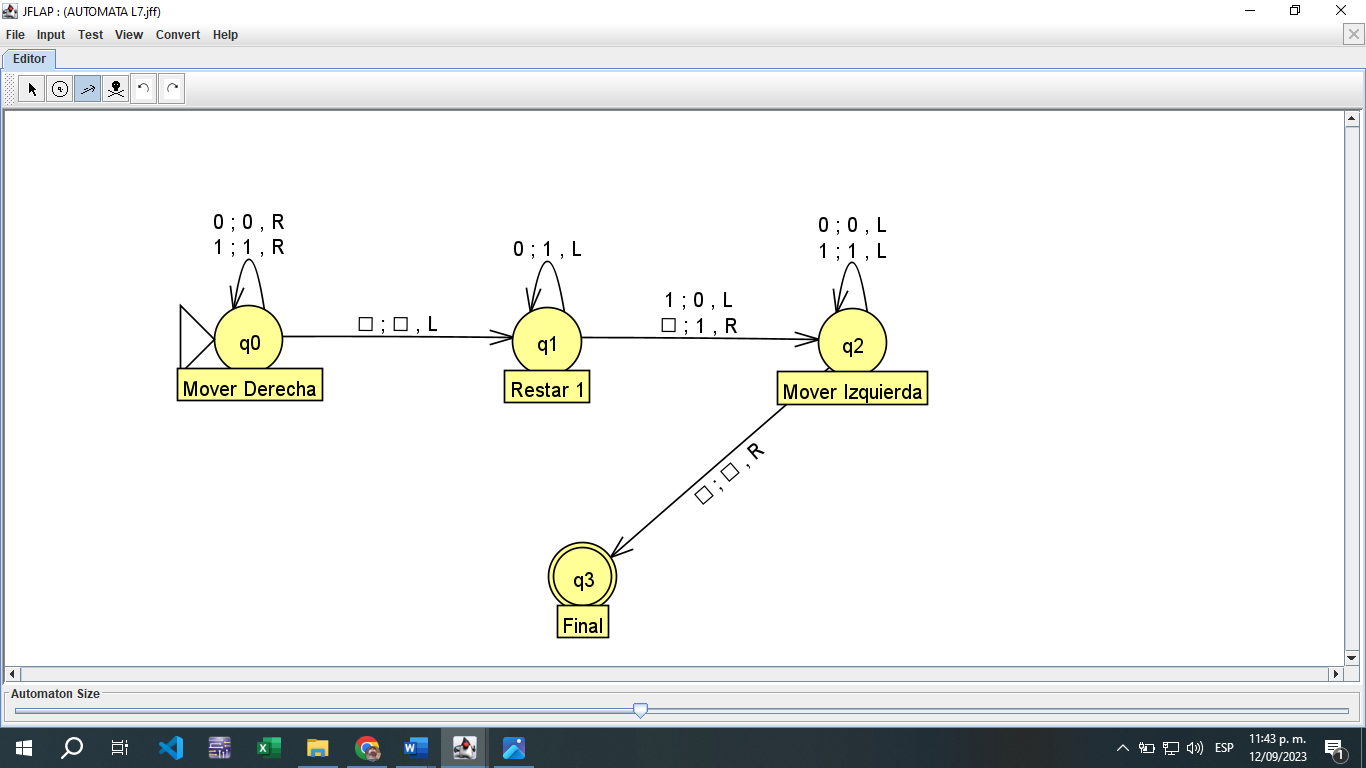 JFLAP : (AUTOMATA L7.jff)
File Input Test View Convert Help
Editor
0 ; 0 , R
1 ; 1 , R
0 ; 1 , L
0 ; 0 , L
1 ; 1 , L
□ ; □ , L
1 ; 0 , L
□ ; 1 , R
q0
q1
q2
Mover Derecha
Restar 1
Mover Izquierda
□ ; □ , R
q3
Final
Automaton Size
ESP
11:43 p. m.
12/09/2023
1